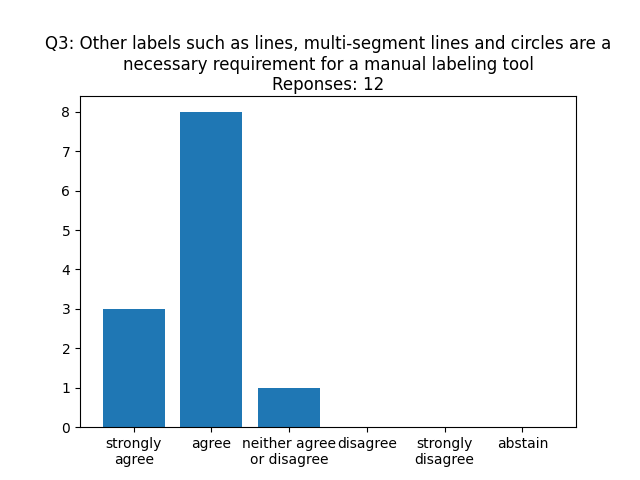 Q3: Other labels such as lines, multi-segment lines and circles are a
necessary requirement for a manual labeling tool
Reponses: 12
8
7
6
5
4
3
2
1
0
strongly agree neither agree disagree strongly abstain
agree or disagree disagree